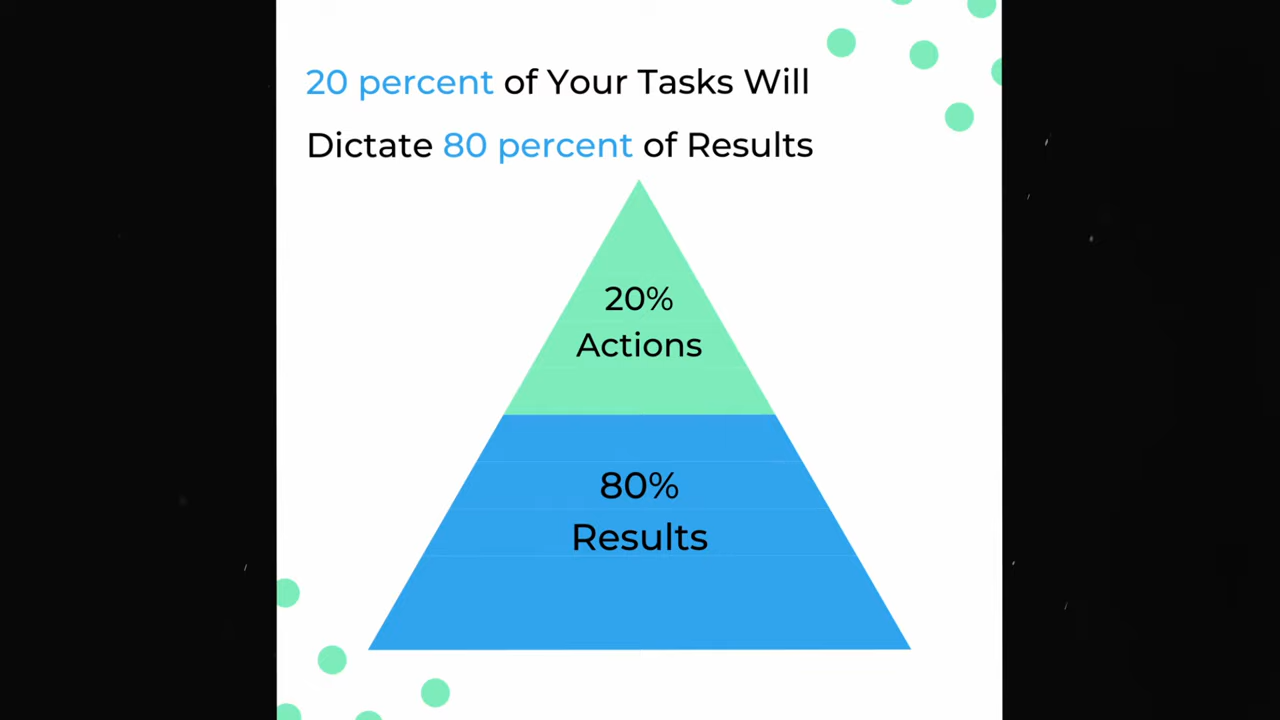 20 percent of Your Tasks Will
Dictate 80 percent of Results
20%
Actions
80%
Results